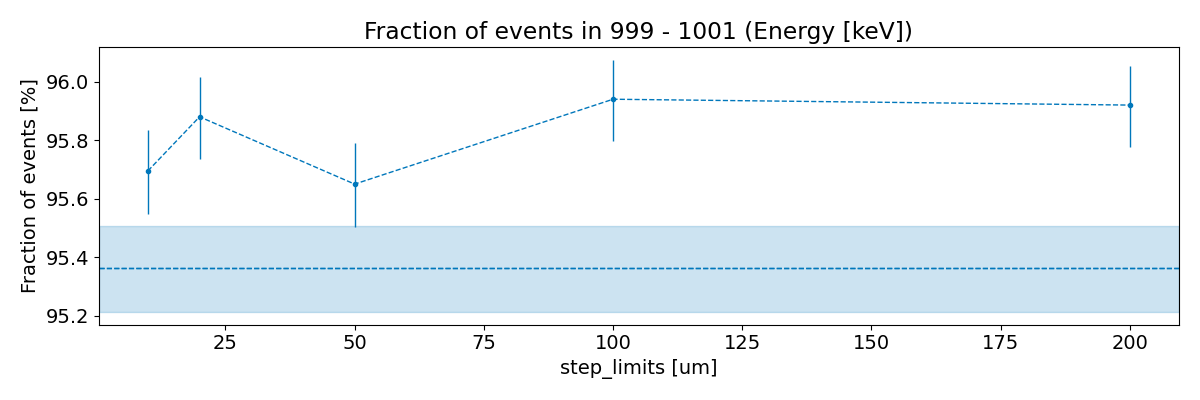 Fraction of events in 999 - 1001 (Energy [keV])
Fraction of events [%]
96.0
95.8
95.6
95.4
95.2
25 50 75 100 125 150 175 200
step_limits [um]